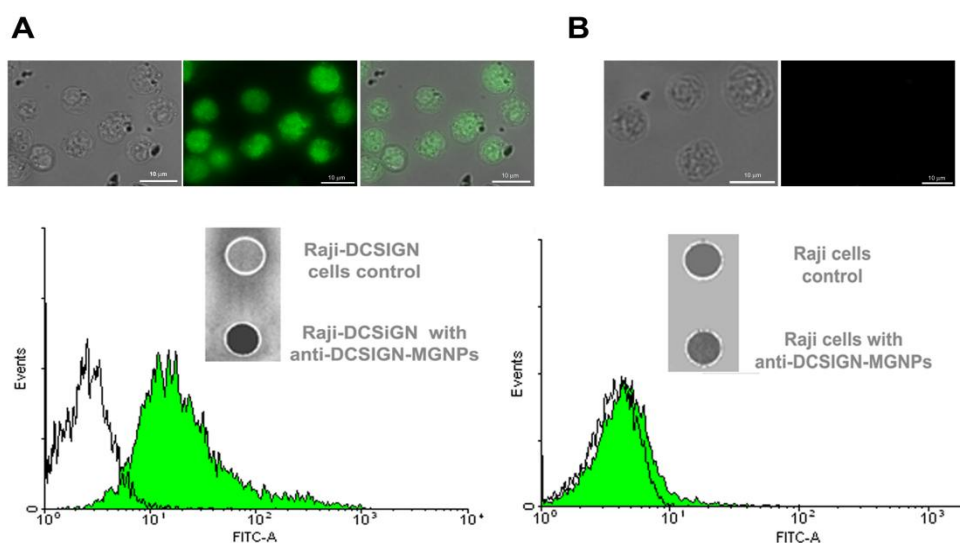 A
B
10 μm
10 μm
10 μm
10 μm
10 μm
Raji-DCSIGN
cells control
Raji-DCSiGN with
anti-DCSIGN-MGNPs
Events
0
10⁰
10¹
10²
10³
10⁴
FITC-A
Raji cells
control
Raji cells with
anti-DCSIGN-MGNPs
Events
0
10⁰
10¹
10²
10³
FITC-A